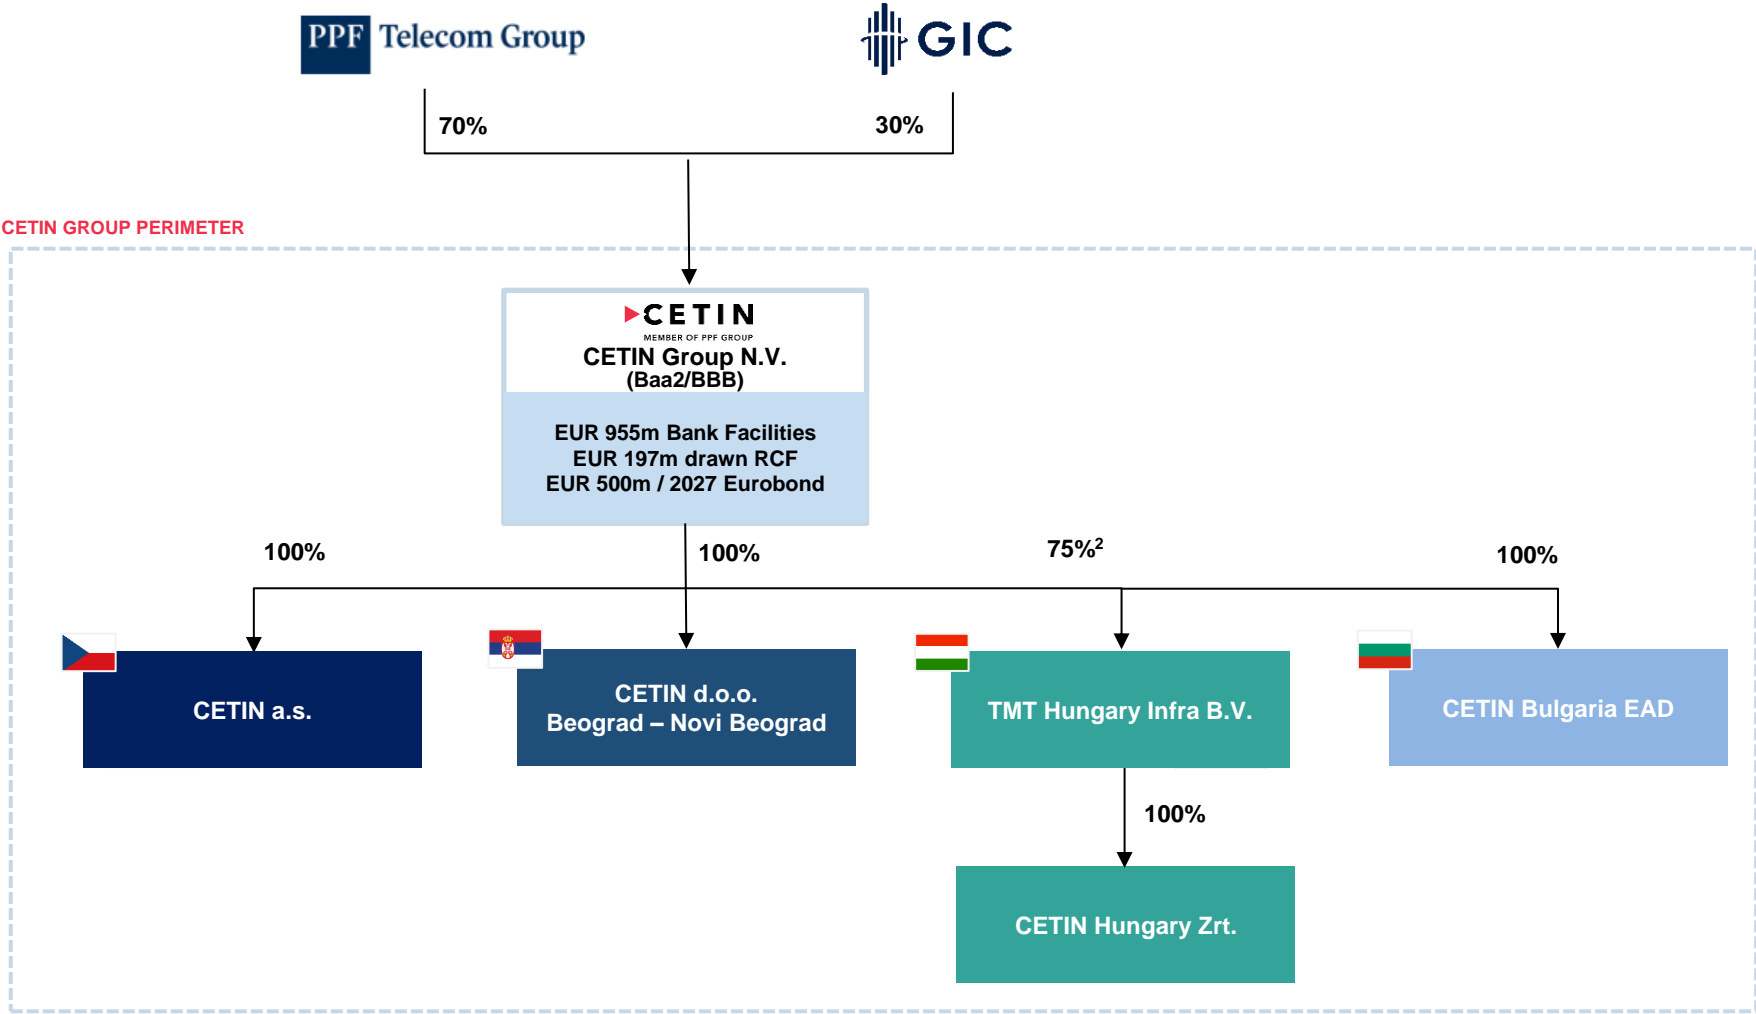 PPF Telecom Group
GIC
70%
30%
CETIN GROUP PERIMETER
CETIN
MEMBER OF PPF GROUP
CETIN Group N.V.
(Baa2/BBB)
EUR 955m Bank Facilities
EUR 197m drawn RCF
EUR 500m / 2027 Eurobond
100%
100%
75%²
100%
CETIN a.s.
CETIN d.o.o.
Beograd – Novi Beograd
TMT Hungary Infra B.V.
CETIN Bulgaria EAD
100%
CETIN Hungary Zrt.